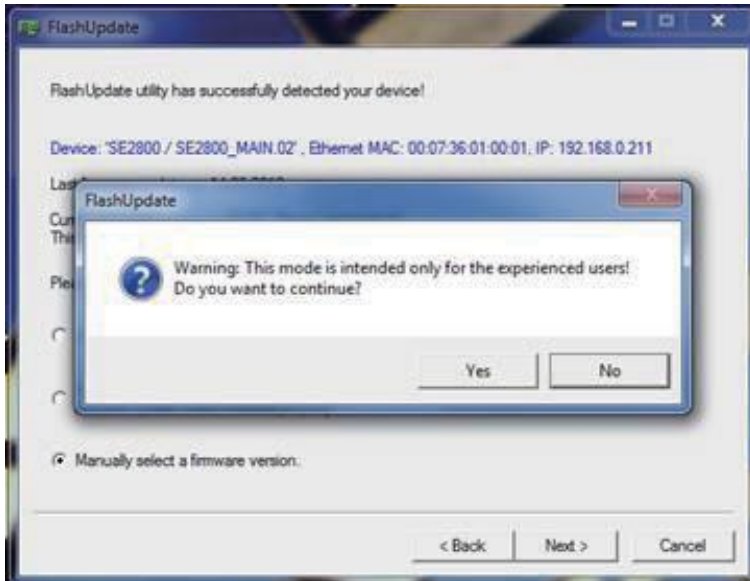 FlashUpdate
FlashUpdate utility has successfully detected your device!
Device: 'SE2800 / SE2800_MAIN.02' , Ethernet MAC: 00:07:36:01:00:01, IP: 192.168.0.211
FlashUpdate
Warning: This mode is intended only for the experienced users!
Do you want to continue?
Yes No
Manually select a firmware version.
< Back Next > Cancel